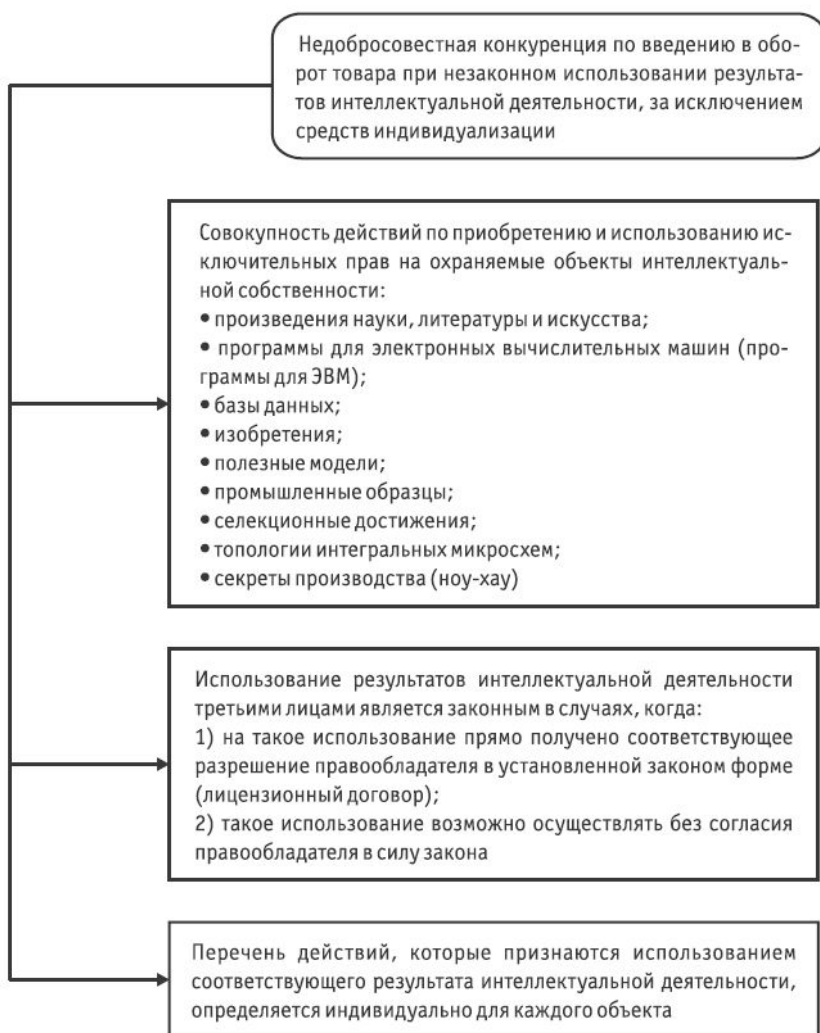 Недобросовестная конкуренция по введению в обо-
рот товара при незаконном использовании результа-
тов интеллектуальной деятельности, за исключением
средств индивидуализации
Совокупность действий по приобретению и использованию ис-
ключительных прав на охраняемые объекты интеллектуаль-
ной собственности:
• произведения науки, литературы и искусства;
• программы для электронных вычислительных машин (про-
граммы для ЭВМ);
• базы данных;
• изобретения;
• полезные модели;
• промышленные образцы;
• селекционные достижения;
• топологии интегральных микросхем;
• секреты производства (ноу-хау)
Использование результатов интеллектуальной деятельности
третьими лицами является законным в случаях, когда:
1) на такое использование прямо получено соответствующее
разрешение правообладателя в установленной законом форме
(лицензионный договор);
2) такое использование возможно осуществлять без согласия
правообладателя в силу закона
Перечень действий, которые признаются использованием
соответствующего результата интеллектуальной деятельности,
определяется индивидуально для каждого объекта